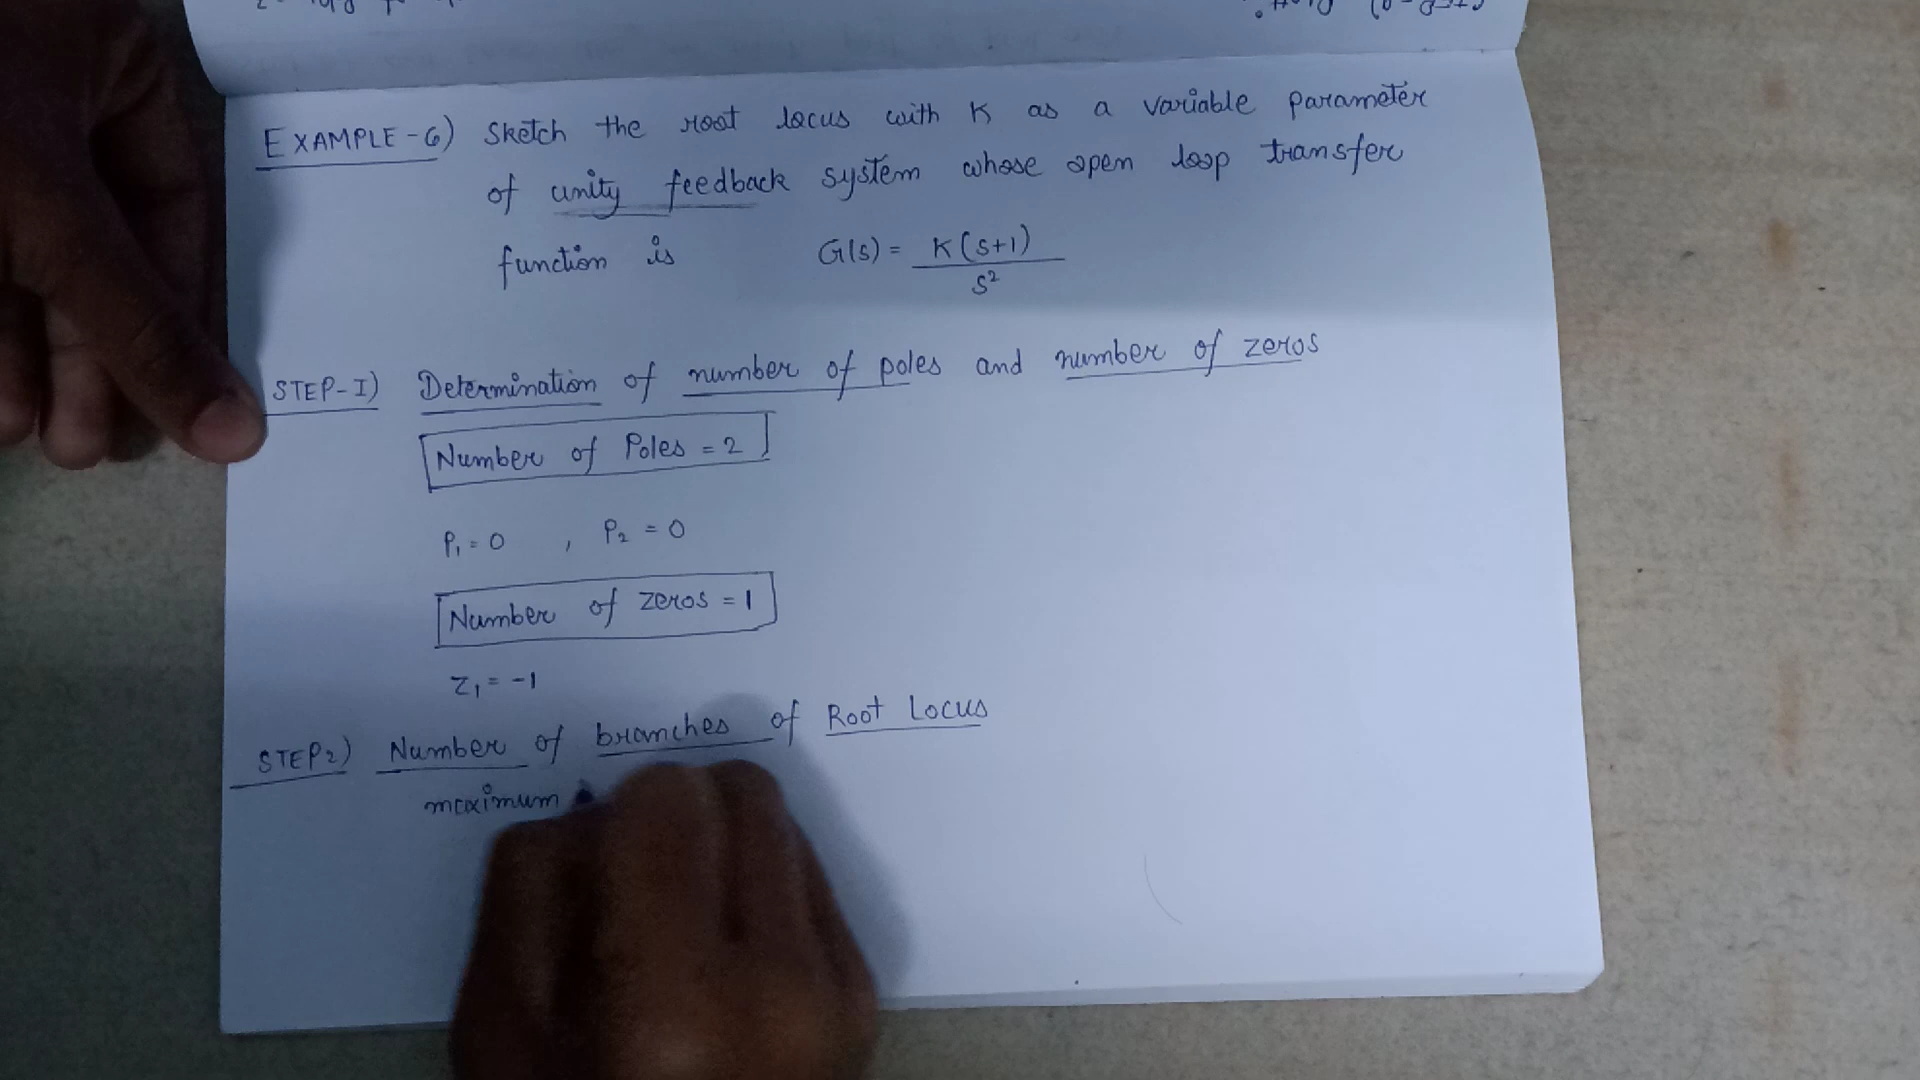 EXAMPLE-6) Sketch the root locus with K as a variable parameter
of unity feedback system whose open loop transfer
function is G(s) = K(s+1)
s²
STEP-I) Determination of number of poles and number of zeros
Number of Poles = 2
P₁ = 0 , P₂ = 0
Number of zeros = 1
Z₁ = -1
STEP2) Number of branches of Root Locus
maximum